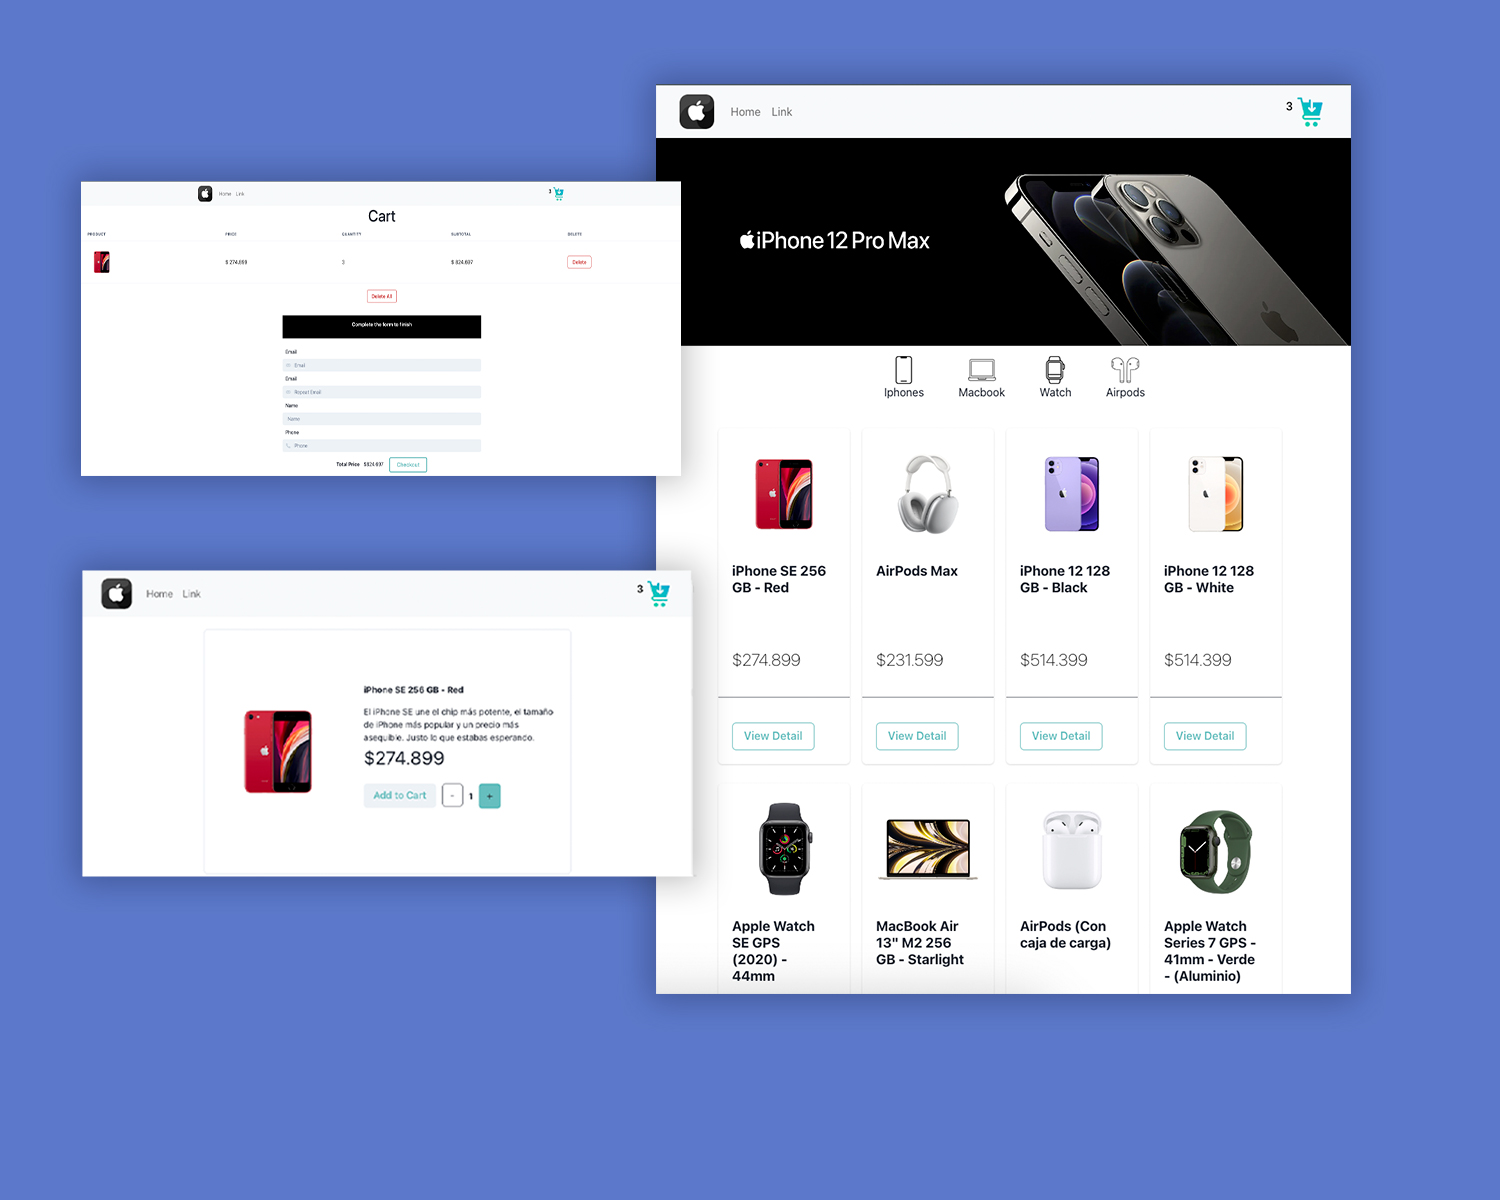 Home Link
3
Cart
PRODUCT PRICE QUANTITY SUBTOTAL DELETE
$ 274.899 3 $ 824.697 Delete
Delete All
Complete the form to finish
Email
Email
Email
Repeat Email
Name
Name
Phone
Phone
Total Price $824.697 Checkout
Home Link
3
iPhone SE 256 GB - Red
El iPhone SE une el chip más potente, el tamaño
de iPhone más popular y un precio más
asequible. Justo lo que estabas esperando.
$274.899
Add to Cart - 1 +
Home Link
3
iPhone 12 Pro Max
Iphones Macbook Watch Airpods
iPhone SE 256
GB - Red
$274.899
View Detail
AirPods Max
$231.599
View Detail
iPhone 12 128
GB - Black
$514.399
View Detail
iPhone 12 128
GB - White
$514.399
View Detail
Apple Watch
SE GPS
(2020) -
44mm
MacBook Air
13" M2 256
GB - Starlight
AirPods (Con
caja de carga)
Apple Watch
Series 7 GPS -
41mm - Verde
- (Aluminio)